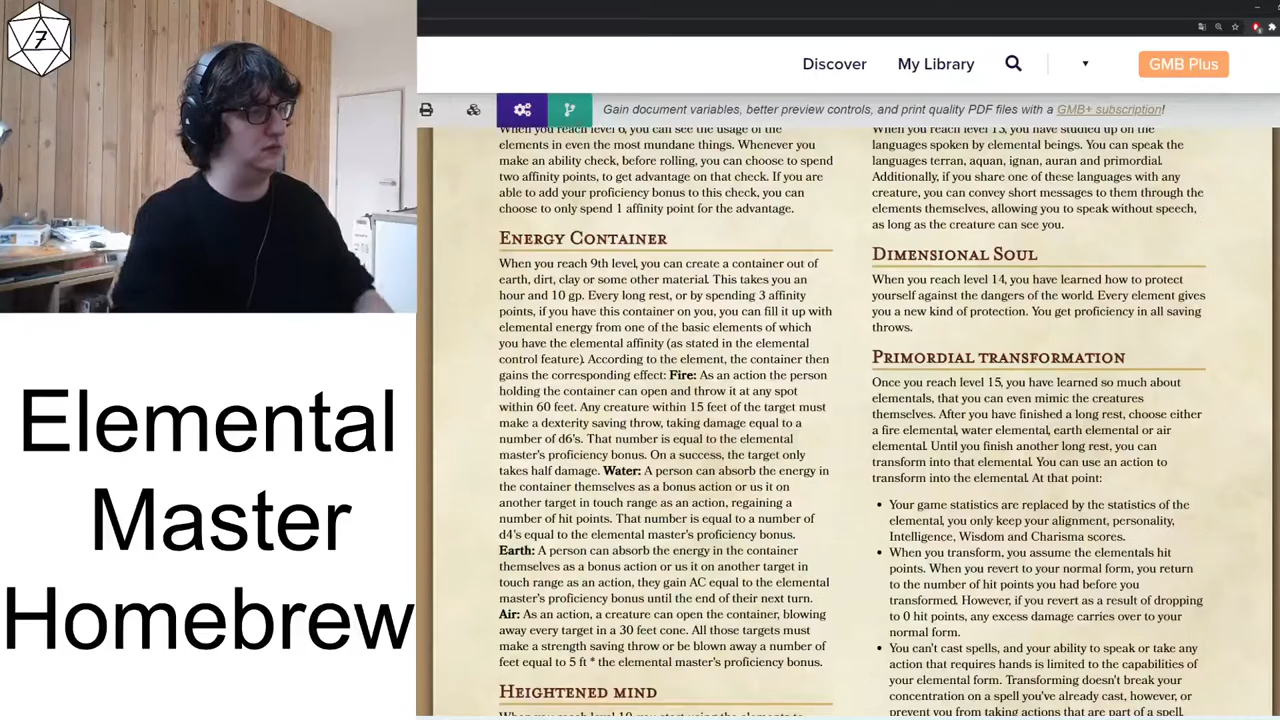 7
Elemental
Master
Homebrew
Discover
My Library
GMB Plus
Gain document variables, better preview controls, and print quality PDF files with a GMB+ subscription!
When you reach level 6, you can see the usage of the
elements in even the most mundane things. Whenever you
make an ability check, before rolling, you can choose to spend
two affinity points, to get advantage on that check. If you are
able to add your proficiency bonus to this check, you can
choose to only spend 1 affinity point for the advantage.
Energy Container
When you reach 9th level, you can create a container out of
earth, dirt, clay or some other material. This takes you an
hour and 10 gp. Every long rest, or by spending 3 affinity
points, if you have this container on you, you can fill it up with
elemental energy from one of the basic elements of which
you have the elemental affinity (as stated in the elemental
control feature). According to the element, the container then
gains the corresponding effect: Fire: As an action the person
holding the container can open and throw it at any spot
within 60 feet. Any creature within 15 feet of the target must
make a dexterity saving throw, taking damage equal to a
number of d6's. That number is equal to the elemental
master's proficiency bonus. On a success, the target only
takes half damage. Water: A person can absorb the energy in
the container themselves as a bonus action or us it on
another target in touch range as an action, regaining a
number of hit points. That number is equal to a number of
d4's equal to the elemental master's proficiency bonus.
Earth: A person can absorb the energy in the container
themselves as a bonus action or us it on another target in
touch range as an action, they gain AC equal to the elemental
master's proficiency bonus until the end of their next turn.
Air: As an action, a creature can open the container, blowing
away every target in a 30 feet cone. All those targets must
make a strength saving throw or be blown away a number of
feet equal to 5 ft * the elemental master's proficiency bonus.
Heightened mind
When you reach level 13, you have studied up on the
languages spoken by elemental beings. You can speak the
languages terran, aquan, ignan, auran and primordial.
Additionally, if you share one of these languages with any
creature, you can convey short messages to them through the
elements themselves, allowing you to speak without speech,
as long as the creature can see you.
Dimensional Soul
When you reach level 14, you have learned how to protect
yourself against the dangers of the world. Every element gives
you a new kind of protection. You get proficiency in all saving
throws.
Primordial transformation
Once you reach level 15, you have learned so much about
elementals, that you can even mimic the creatures
themselves. After you have finished a long rest, choose either
a fire elemental, water elemental, earth elemental or air
elemental. Until you finish another long rest, you can
transform into that elemental. You can use an action to
transform into the elemental. At that point:
• Your game statistics are replaced by the statistics of the
elemental, you only keep your alignment, personality,
Intelligence, Wisdom and Charisma scores.
• When you transform, you assume the elementals hit
points. When you revert to your normal form, you return
to the number of hit points you had before you
transformed. However, if you revert as a result of dropping
to 0 hit points, any excess damage carries over to your
normal form.
• You can't cast spells, and your ability to speak or take any
action that requires hands is limited to the capabilities of
your elemental form. Transforming doesn't break your
concentration on a spell you've already cast, however, or
prevent you from taking actions that are part of a spell,